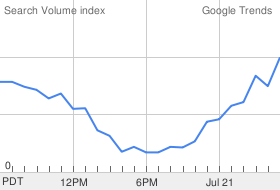 Search Volume index Google Trends
0
PDT 12PM 6PM Jul 21